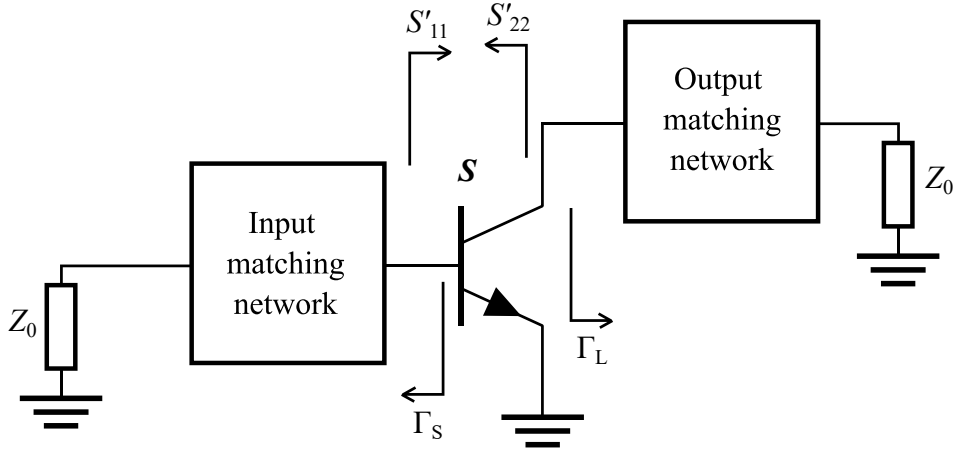 S′11
S′22
Output
matching
network
S
Z0
Input
matching
network
Z0
ΓL
ΓS